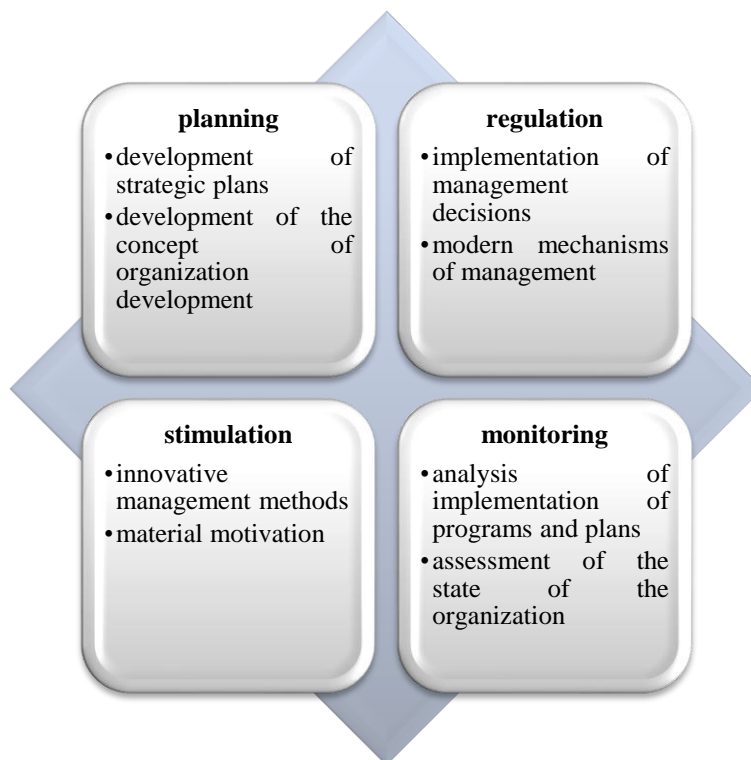 planning
•development of
strategic plans
•development of the
concept of
organization
development
regulation
•implementation of
management
decisions
•modern mechanisms
of management
stimulation
•innovative
management methods
•material motivation
monitoring
•analysis of
implementation of
programs and plans
•assessment of the
state of the
organization